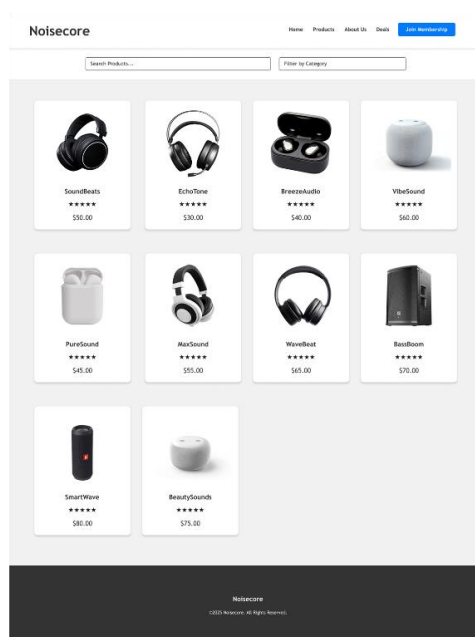 Noisecore
Home Products About Us Deals Join Membership
Search Products...
Filter by Category
SoundBeats EchoTone BreezeAudio VibeSound
★★★★★ ★★★★★ ★★★★★ ★★★★★
$50.00 $30.00 $40.00 $60.00
PureSound MaxSound WaveBeat BassBoom
★★★★★ ★★★★★ ★★★★★ ★★★★★
$45.00 $55.00 $65.00 $70.00
SmartWave BeautySounds
★★★★★ ★★★★★
$80.00 $75.00
Noisecore
©2025 Noisecore. All Rights Reserved.